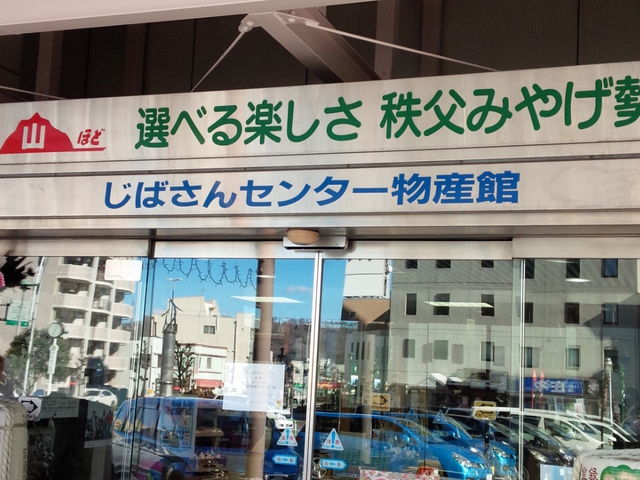 山ほど 選べる楽しさ 秩父みやげ勢
じばさんセンター物産館